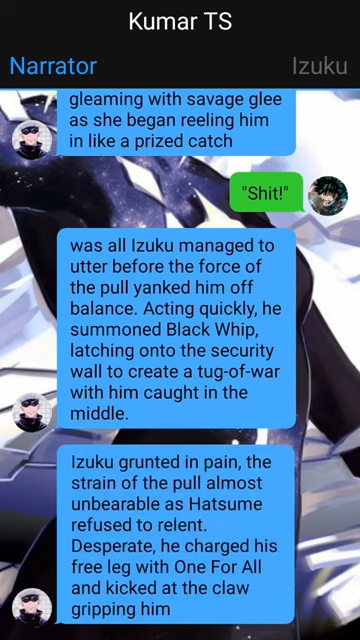 Kumar TS
Narrator
Izuku
gleaming with savage glee
as she began reeling him
in like a prized catch
"Shit!"
was all Izuku managed to
utter before the force of
the pull yanked him off
balance. Acting quickly, he
summoned Black Whip,
latching onto the security
wall to create a tug-of-war
with him caught in the
middle.
Izuku grunted in pain, the
strain of the pull almost
unbearable as Hatsume
refused to relent.
Desperate, he charged his
free leg with One For All
and kicked at the claw
gripping him